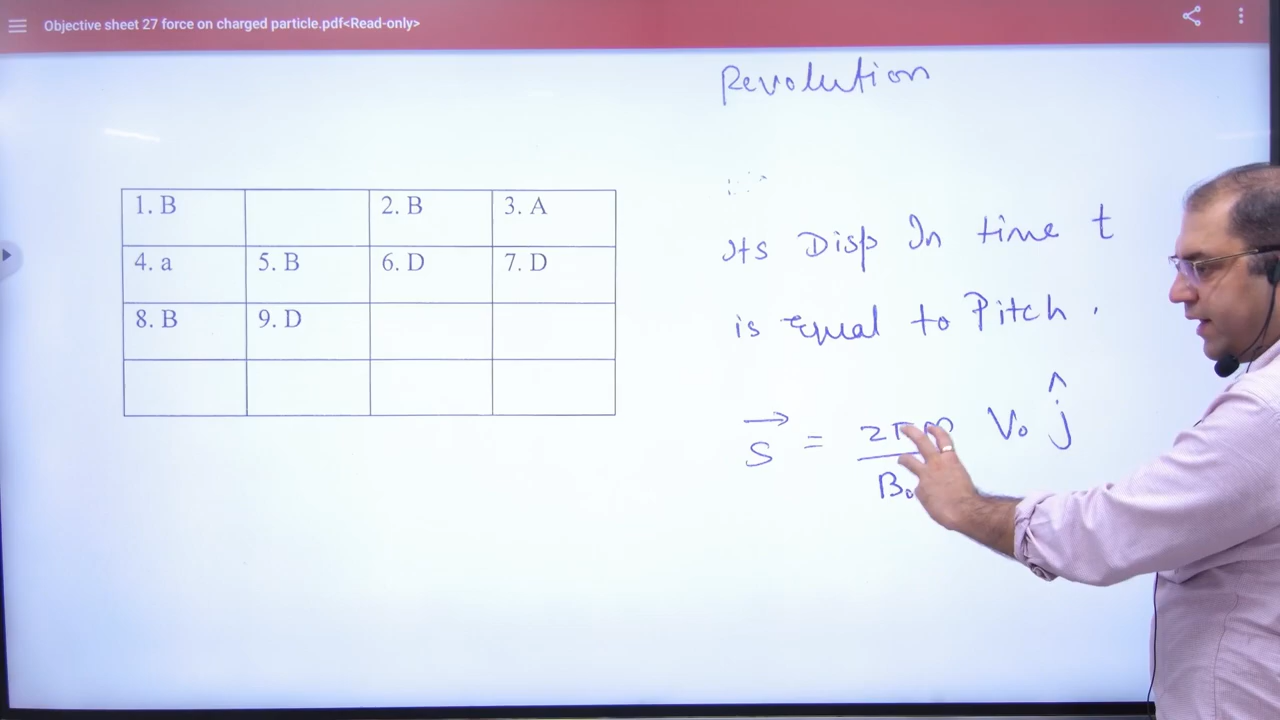 Objective sheet 27 force on charged particle.pdf<Read-only>
Revolution
1. B 2. B 3. A
4. a 5. B 6. D 7. D
8. B 9. D
Its Disp In time t
is equal to Pitch.
S⃗ = 2π V₀ ĵ
B₀